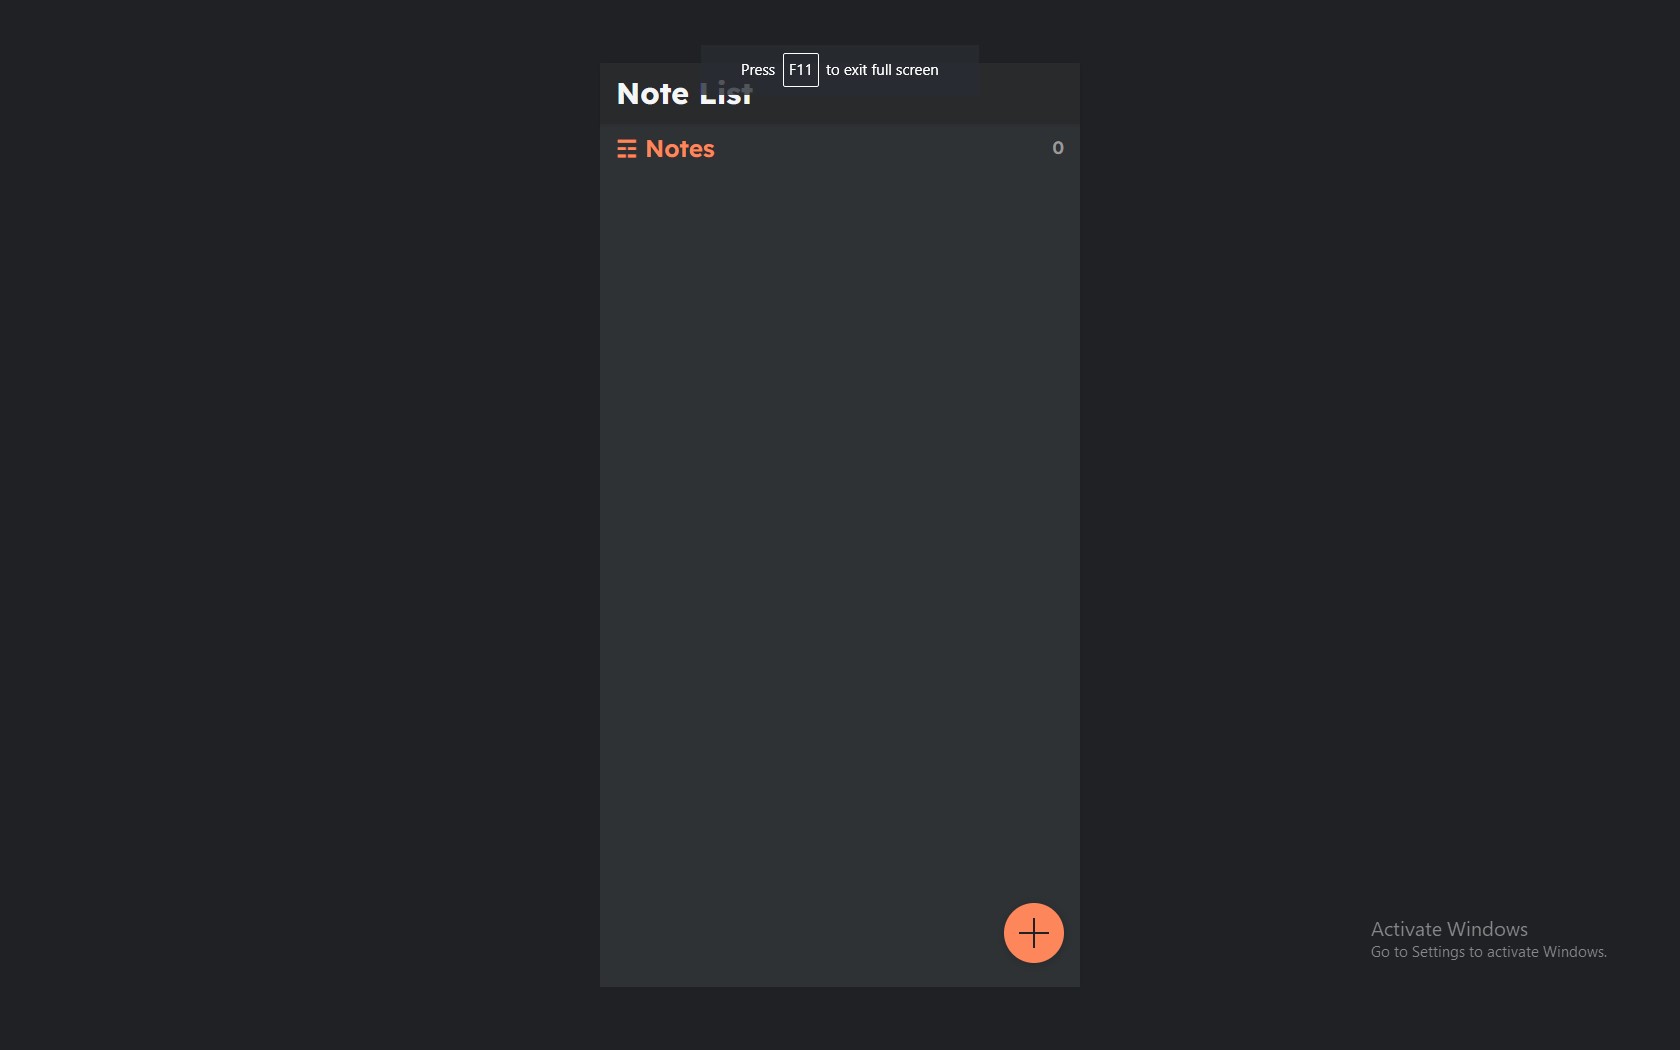 Press F11 to exit full screen
Note List
Notes
0
Activate Windows
Go to Settings to activate Windows.